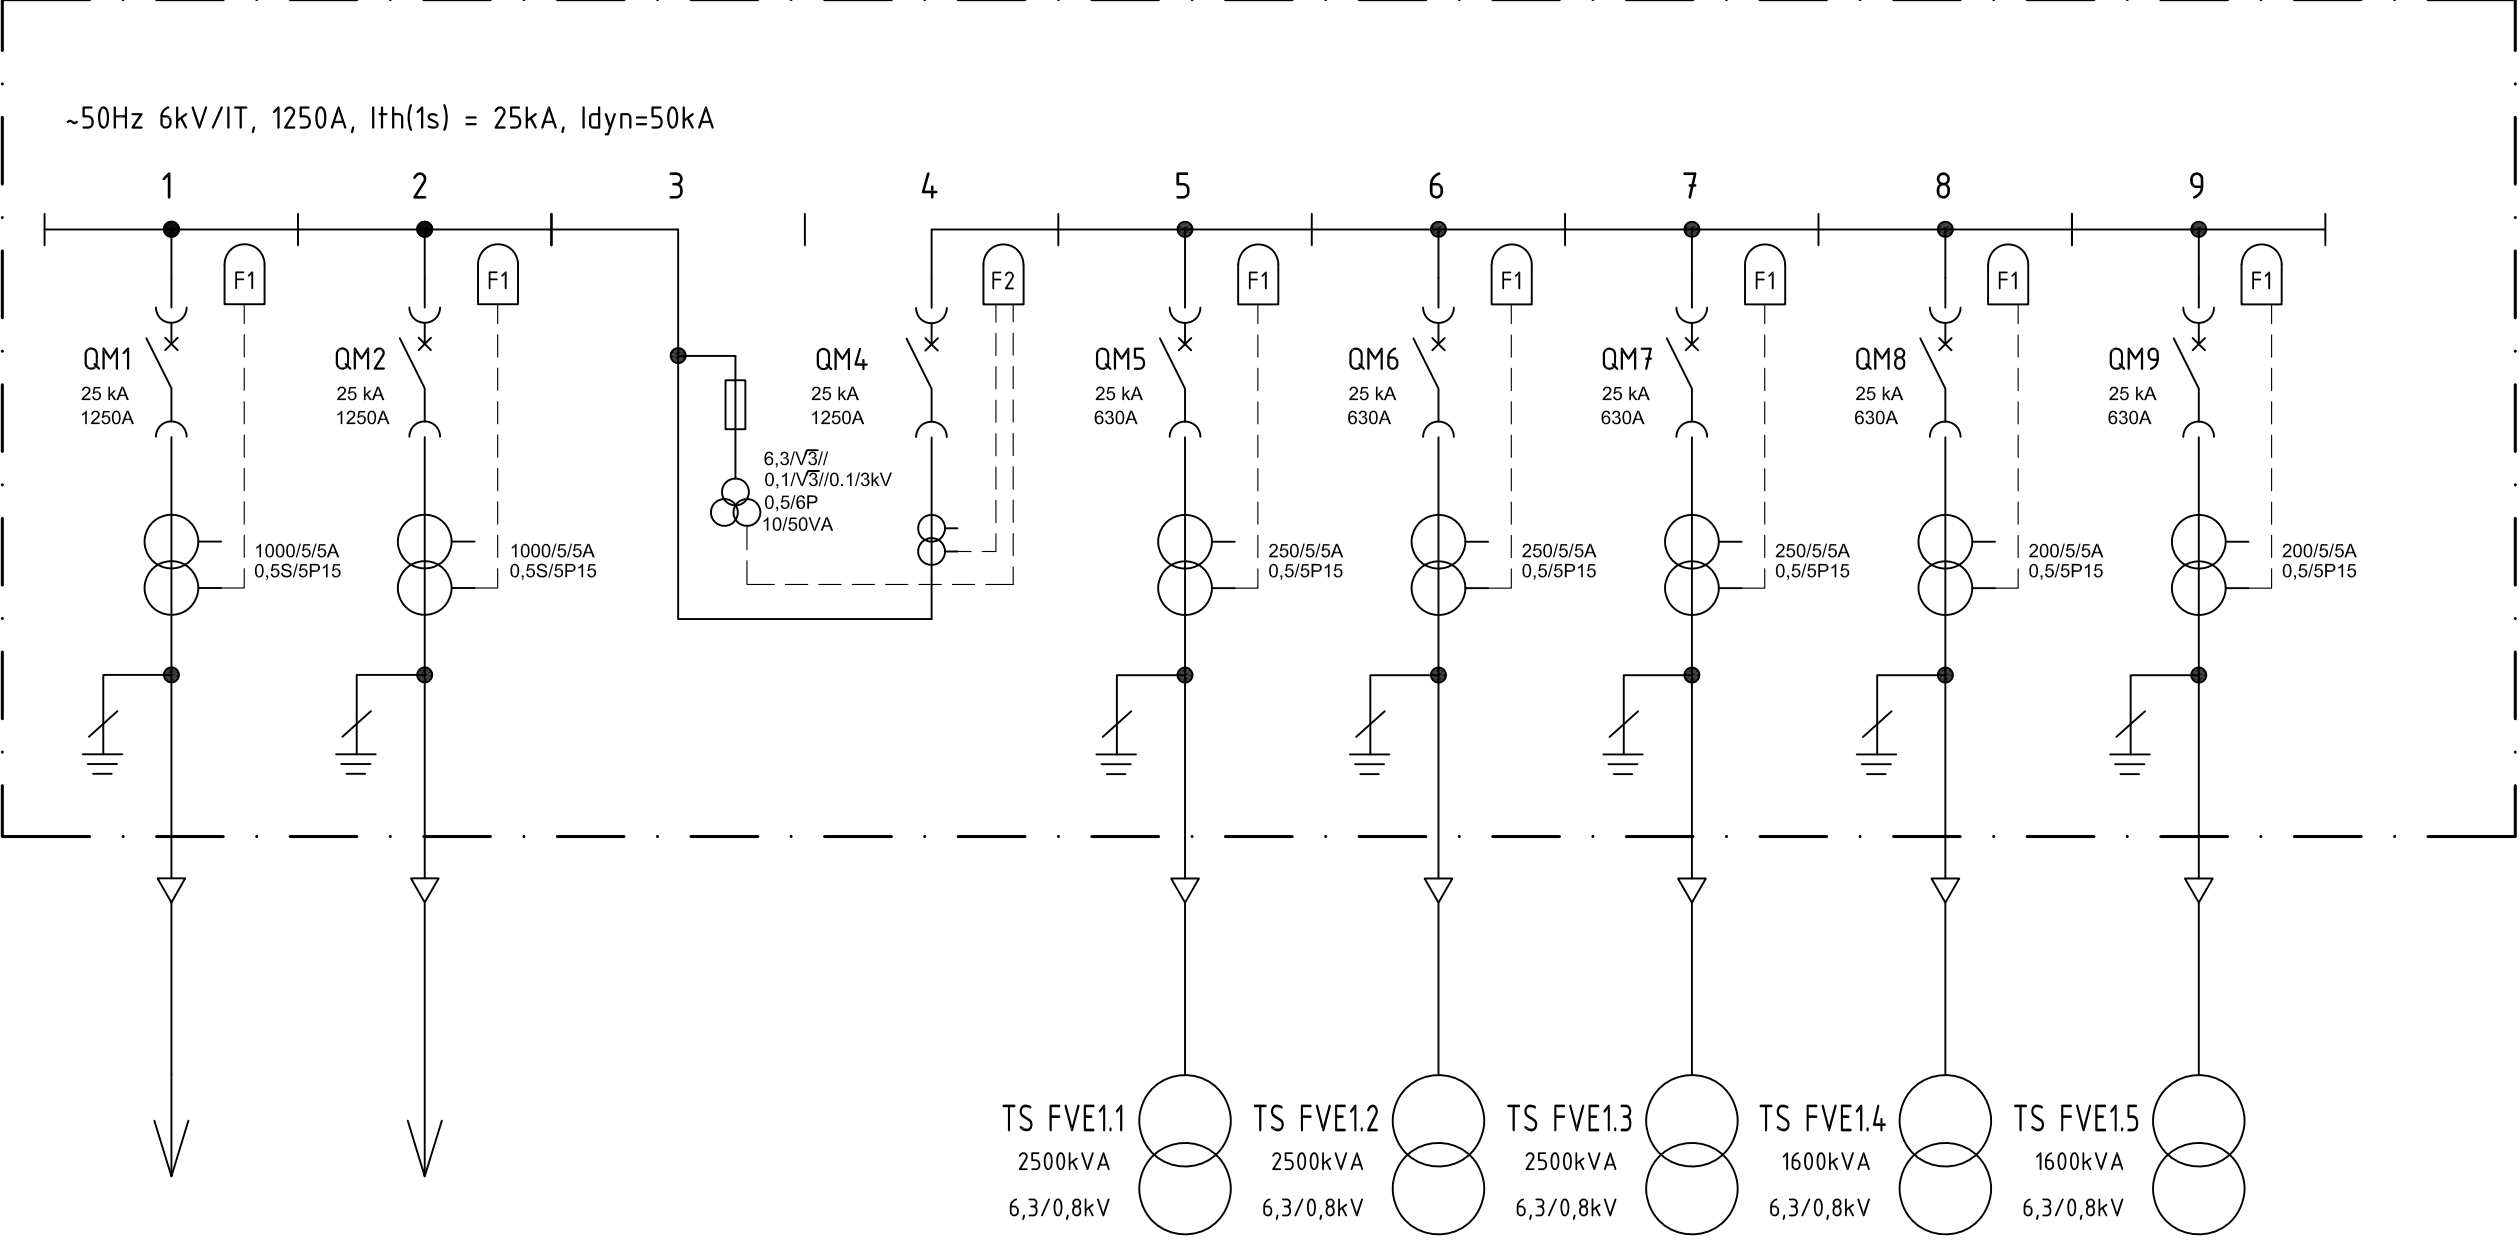 ~50Hz 6kV/IT, 1250A, Ith(1s) = 25kA, Idyn=50kA
1 2 3 4 5 6 7 8 9
F1 F1 F2 F1 F1 F1 F1 F1
QM1
25 kA
1250A
1000/5/5A
0,5S/5P15
QM2
25 kA
1250A
1000/5/5A
0,5S/5P15
6,3/√3//
0,1/√3//0.1/3kV
0,5/6P
10/50VA
QM4
25 kA
1250A
QM5
25 kA
630A
250/5/5A
0,5/5P15
QM6
25 kA
630A
250/5/5A
0,5/5P15
QM7
25 kA
630A
250/5/5A
0,5/5P15
QM8
25 kA
630A
200/5/5A
0,5/5P15
QM9
25 kA
630A
200/5/5A
0,5/5P15
TS FVE1.1
2500kVA
6,3/0,8kV
TS FVE1.2
2500kVA
6,3/0,8kV
TS FVE1.3
2500kVA
6,3/0,8kV
TS FVE1.4
1600kVA
6,3/0,8kV
TS FVE1.5
1600kVA
6,3/0,8kV